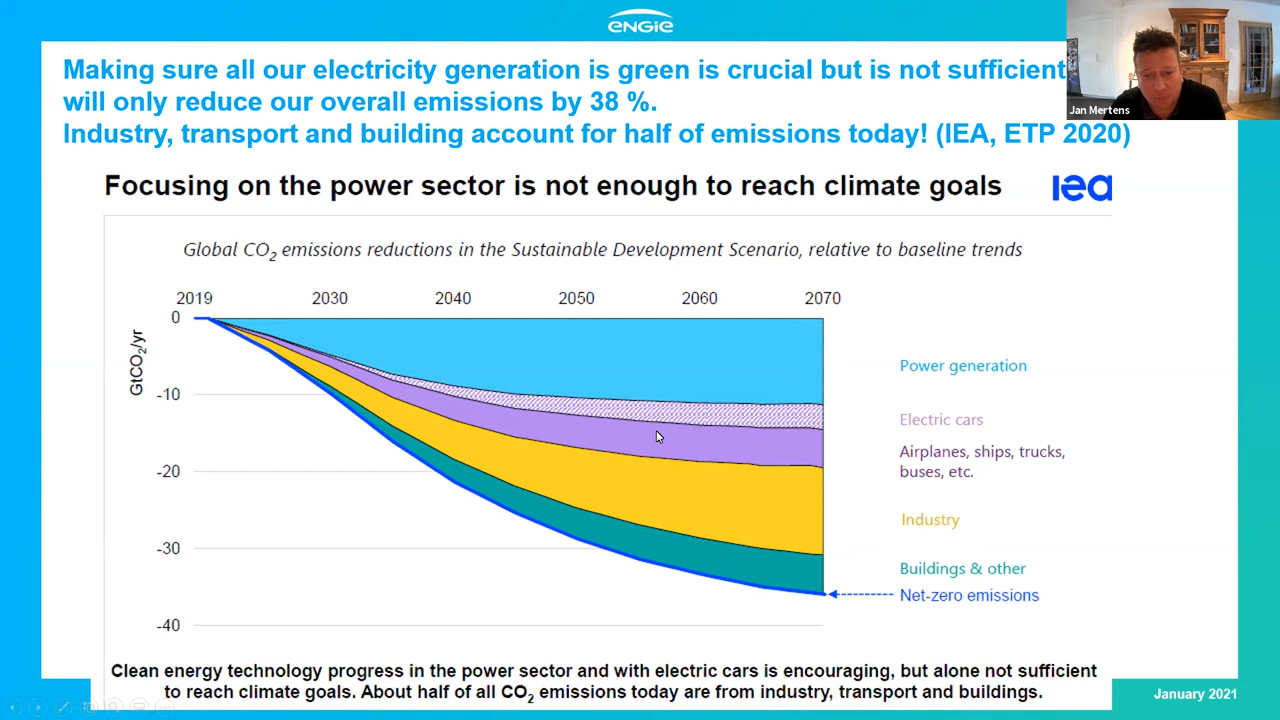 ENGIE
Making sure all our electricity generation is green is crucial but is not sufficient
will only reduce our overall emissions by 38 %.
Industry, transport and building account for half of emissions today! (IEA, ETP 2020)
Jan Mertens
Focusing on the power sector is not enough to reach climate goals
iea
Global CO2 emissions reductions in the Sustainable Development Scenario, relative to baseline trends
2019 2030 2040 2050 2060 2070
GtCO2/yr
0
-10
-20
-30
-40
Power generation
Electric cars
Airplanes, ships, trucks,
buses, etc.
Industry
Buildings & other
Net-zero emissions
Clean energy technology progress in the power sector and with electric cars is encouraging, but alone not sufficient
to reach climate goals. About half of all CO2 emissions today are from industry, transport and buildings.
January 2021